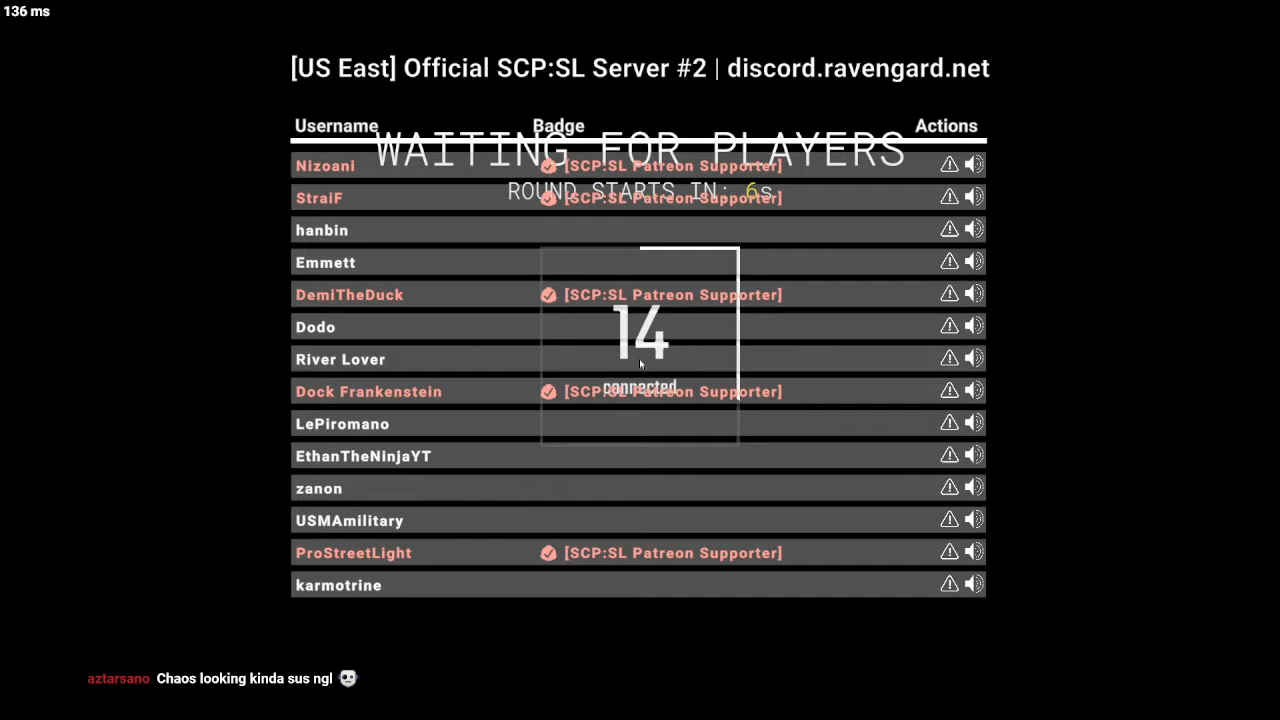 136 ms
[US East] Official SCP:SL Server #2 | discord.ravengard.net
Username Badge Actions
WAITING FOR PLAYERS
Nizoani [SCP:SL Patreon Supporter]
ROUND STARTS IN: 6s
StraiF [SCP:SL Patreon Supporter]
hanbin
Emmett
DemiTheDuck [SCP:SL Patreon Supporter]
Dodo
14
River Lover
connected
Dock Frankenstein [SCP:SL Patreon Supporter]
LePiromano
EthanTheNinjaYT
zanon
USMAmilitary
ProStreetLight [SCP:SL Patreon Supporter]
karmotrine
aztarsano Chaos looking kinda sus ngl